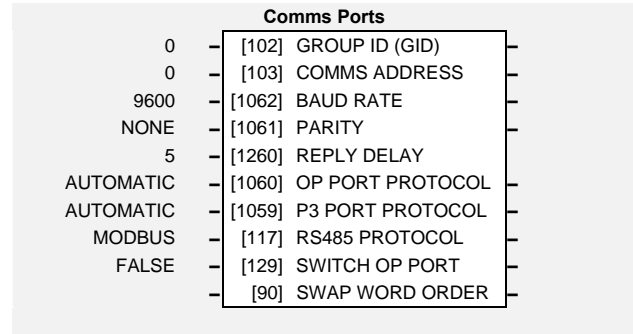 Comms Ports
0 – [102] GROUP ID (GID) –
0 – [103] COMMS ADDRESS –
9600 – [1062] BAUD RATE –
NONE – [1061] PARITY –
5 – [1260] REPLY DELAY
AUTOMATIC – [1060] OP PORT PROTOCOL –
AUTOMATIC – [1059] P3 PORT PROTOCOL –
MODBUS – [117] RS485 PROTOCOL –
FALSE – [129] SWITCH OP PORT –
– [90] SWAP WORD ORDER –